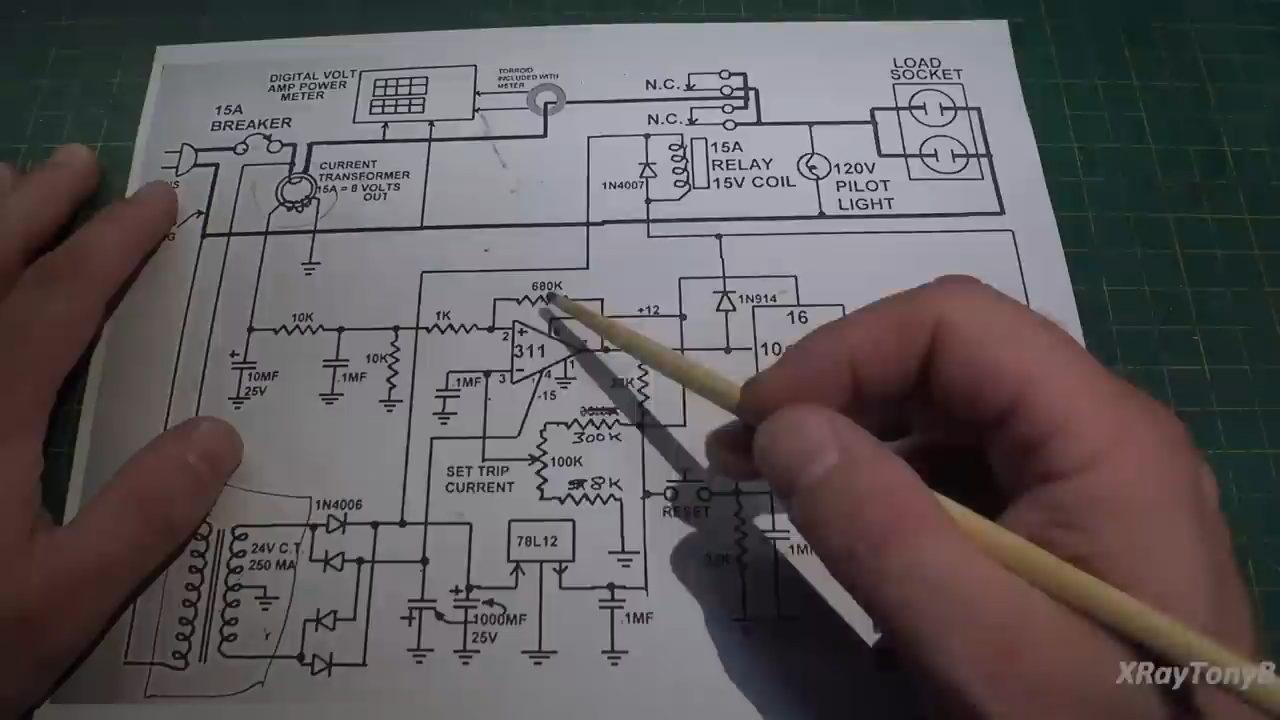 DIGITAL VOLT
AMP POWER
METER
TORROID
INCLUDED WITH
METER
N.C.
N.C.
LOAD
SOCKET
15A
BREAKER
CURRENT
TRANSFORMER
15A = 8 VOLTS
OUT
1N4007
15A
RELAY
15V COIL
120V
PILOT
LIGHT
680K
+12
1N914
16
10
10K
1K
2
+
311
-
3
4
1
-15
10K
.1MF
.1MF
+
10MF
25V
300K
100K
8K
SET TRIP
CURRENT
RESET
1N4006
24V C.T.
250 MA
78L12
+
+
1000MF
25V
.1MF
XRayTonyB